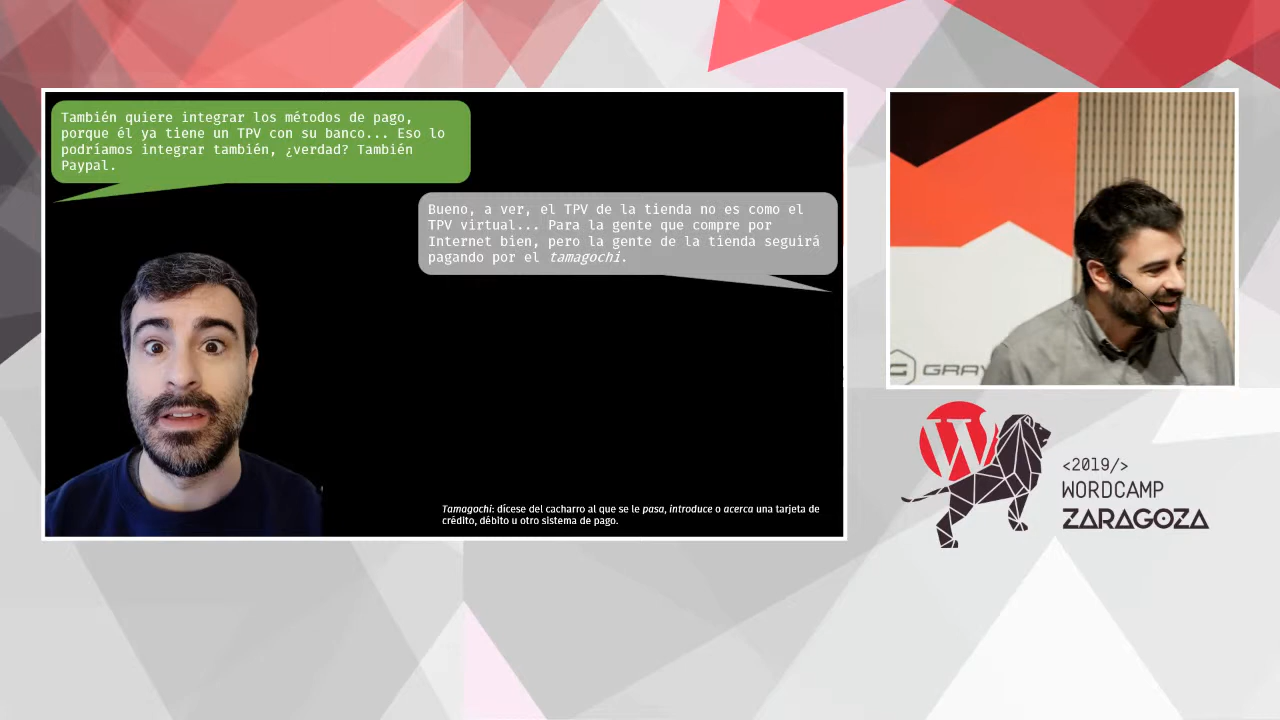 También quiere integrar los métodos de pago,
porque él ya tiene un TPV con su banco... Eso lo
podríamos integrar también, ¿verdad? También
Paypal.
Bueno, a ver, el TPV de la tienda no es como el
TPV virtual... Para la gente que compre por
Internet bien, pero la gente de la tienda seguirá
pagando por el tamagochi.
Tamagochi: dícese del cacharro al que se le pasa, introduce o acerca una tarjeta de
crédito, débito u otro sistema de pago.
GRAY
W
<2019/>
WORDCAMP
ZARAGOZA